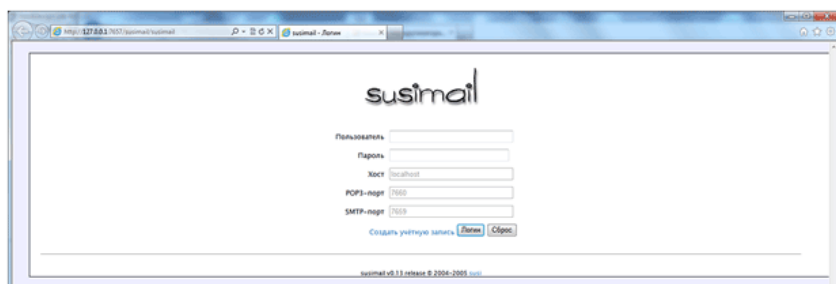 http://127.0.0.1:7657/susimail/susimail
susimail - Логин
susimail
Пользователь
Пароль
Хост localhost
POP3-порт 7660
SMTP-порт 7659
Создать учётную запись Логин Сброс
susimail v0.13 release © 2004-2005 susi